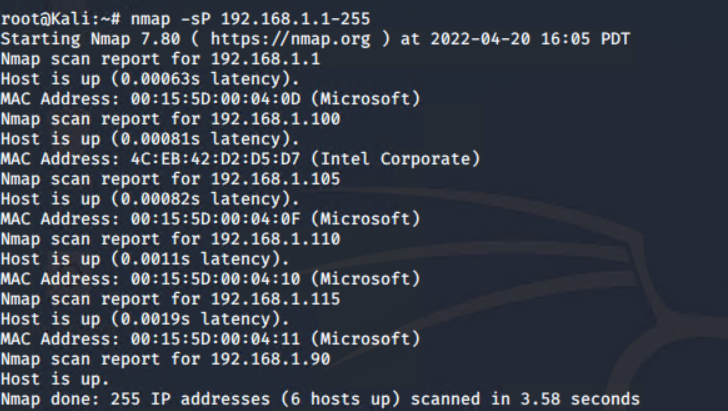 root@Kali:~# nmap -sP 192.168.1.1-255
Starting Nmap 7.80 ( https://nmap.org ) at 2022-04-20 16:05 PDT
Nmap scan report for 192.168.1.1
Host is up (0.00063s latency).
MAC Address: 00:15:5D:00:04:0D (Microsoft)
Nmap scan report for 192.168.1.100
Host is up (0.00081s latency).
MAC Address: 4C:EB:42:D2:D5:D7 (Intel Corporate)
Nmap scan report for 192.168.1.105
Host is up (0.00082s latency).
MAC Address: 00:15:5D:00:04:0F (Microsoft)
Nmap scan report for 192.168.1.110
Host is up (0.0011s latency).
MAC Address: 00:15:5D:00:04:10 (Microsoft)
Nmap scan report for 192.168.1.115
Host is up (0.0019s latency).
MAC Address: 00:15:5D:00:04:11 (Microsoft)
Nmap scan report for 192.168.1.90
Host is up.
Nmap done: 255 IP addresses (6 hosts up) scanned in 3.58 seconds